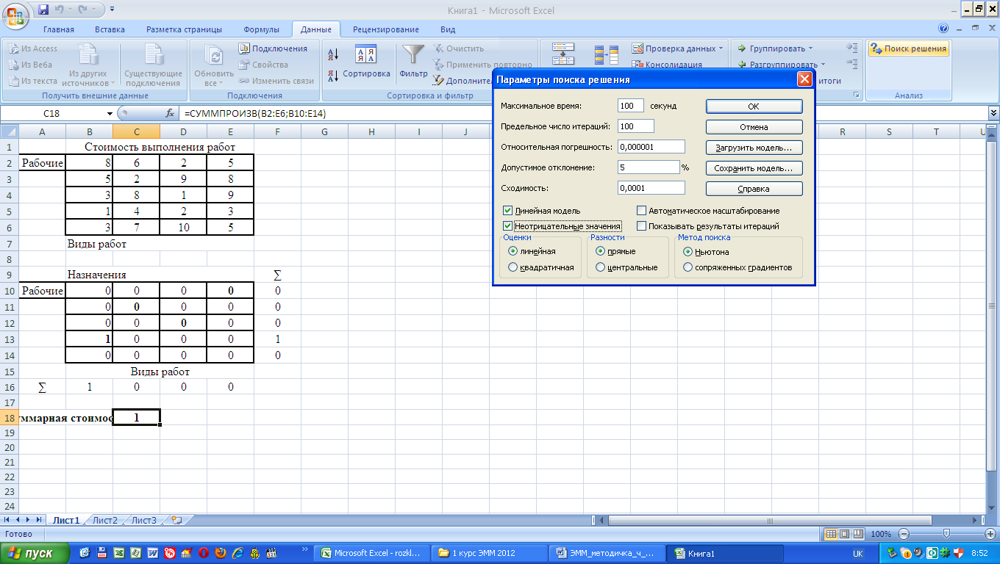 Книга1 - Microsoft Excel
Главная Вставка Разметка страницы Формулы Данные Рецензирование Вид
Из Access
Из Веба
Из текста
Из других источников
Существующие подключения
Получить внешние данные
Обновить все
Подключения
Свойства
Изменить связи
Подключения
Сортировка
Фильтр
Очистить
Применить повторно
Дополнительно
Сортировка и фильтр
Проверка данных
Консолидация
Группировать
Разгруппировать
итоги
Поиск решения
Анализ
C18 fx =СУММПРОИЗВ(B2:E6;B10:E14)
A B C D E F G H I J R S T U
1 Стоимость выполнения работ
2 Рабочие 8 6 2 5
3 5 2 9 8
4 3 8 1 9
5 1 4 2 3
6 3 7 10 5
7 Виды работ
8
9 Назначения ∑
10 Рабочие 0 0 0 0 0
11 0 0 0 0 0
12 0 0 0 0 0
13 1 0 0 0 1
14 0 0 0 0 0
15 Виды работ
16 ∑ 1 0 0 0
17
18 ммарная стоимос 1
19
20
21
22
23
24
Параметры поиска решения
Максимальное время: 100 секунд OK
Предельное число итераций: 100 Отмена
Относительная погрешность: 0,000001 Загрузить модель...
Допустимое отклонение: 5 % Сохранить модель...
Сходимость: 0,0001 Справка
Линейная модель Автоматическое масштабирование
Неотрицательные значения Показывать результаты итераций
Оценки Разности Метод поиска
линейная прямые Ньютона
квадратичная центральные сопряженных градиентов
Лист1 Лист2 Лист3
Готово 100%
пуск Microsoft Excel - rozkl... 1 курс ЭММ 2012 ЭММ_методичка_ч_... Книга1 UK 8:52